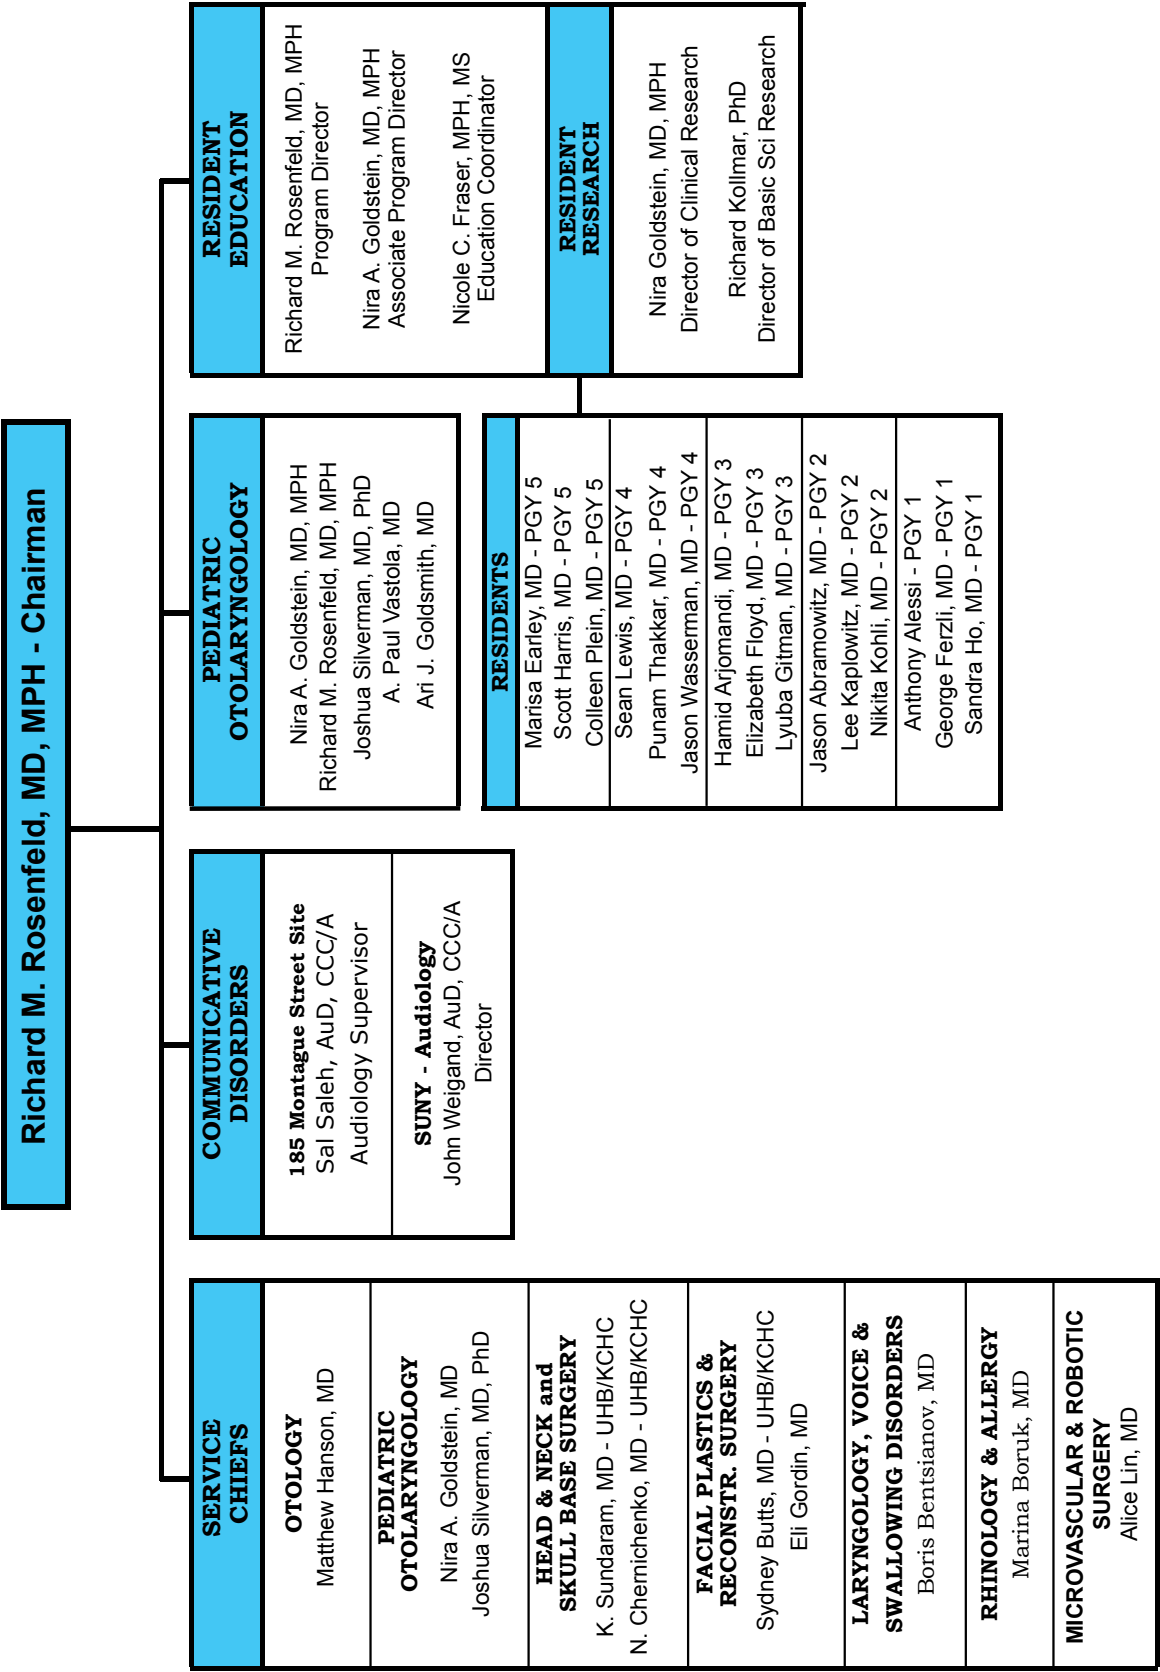 Richard M. Rosenfeld, MD, MPH - Chairman
SERVICE
CHIEFS
OTOLOGY
Matthew Hanson, MD
PEDIATRIC
OTOLARYNGOLOGY
Nira A. Goldstein, MD
Joshua Silverman, MD, PhD
HEAD & NECK and
SKULL BASE SURGERY
K. Sundaram, MD - UHB/KCHC
N. Chernichenko, MD - UHB/KCHC
FACIAL PLASTICS &
RECONSTR. SURGERY
Sydney Butts, MD - UHB/KCHC
Eli Gordin, MD
LARYNGOLOGY, VOICE &
SWALLOWING DISORDERS
Boris Bentsianov, MD
RHINOLOGY & ALLERGY
Marina Boruk, MD
MICROVASCULAR & ROBOTIC
SURGERY
Alice Lin, MD
COMMUNICATIVE
DISORDERS
185 Montague Street Site
Sal Saleh, AuD, CCC/A
Audiology Supervisor
SUNY - Audiology
John Weigand, AuD, CCC/A
Director
PEDIATRIC
OTOLARYNGOLOGY
Nira A. Goldstein, MD, MPH
Richard M. Rosenfeld, MD, MPH
Joshua Silverman, MD, PhD
A. Paul Vastola, MD
Ari J. Goldsmith, MD
RESIDENTS
Marisa Earley, MD - PGY 5
Scott Harris, MD - PGY 5
Colleen Plein, MD - PGY 5
Sean Lewis, MD - PGY 4
Punam Thakkar, MD - PGY 4
Jason Wasserman, MD - PGY 4
Hamid Arjomandi, MD - PGY 3
Elizabeth Floyd, MD - PGY 3
Lyuba Gitman, MD - PGY 3
Jason Abramowitz, MD - PGY 2
Lee Kaplowitz, MD - PGY 2
Nikita Kohli, MD - PGY 2
Anthony Alessi - PGY 1
George Ferzli, MD - PGY 1
Sandra Ho, MD - PGY 1
RESIDENT
EDUCATION
Richard M. Rosenfeld, MD, MPH
Program Director
Nira A. Goldstein, MD, MPH
Associate Program Director
Nicole C. Fraser, MPH, MS
Education Coordinator
RESIDENT
RESEARCH
Nira Goldstein, MD, MPH
Director of Clinical Research
Richard Kollmar, PhD
Director of Basic Sci Research